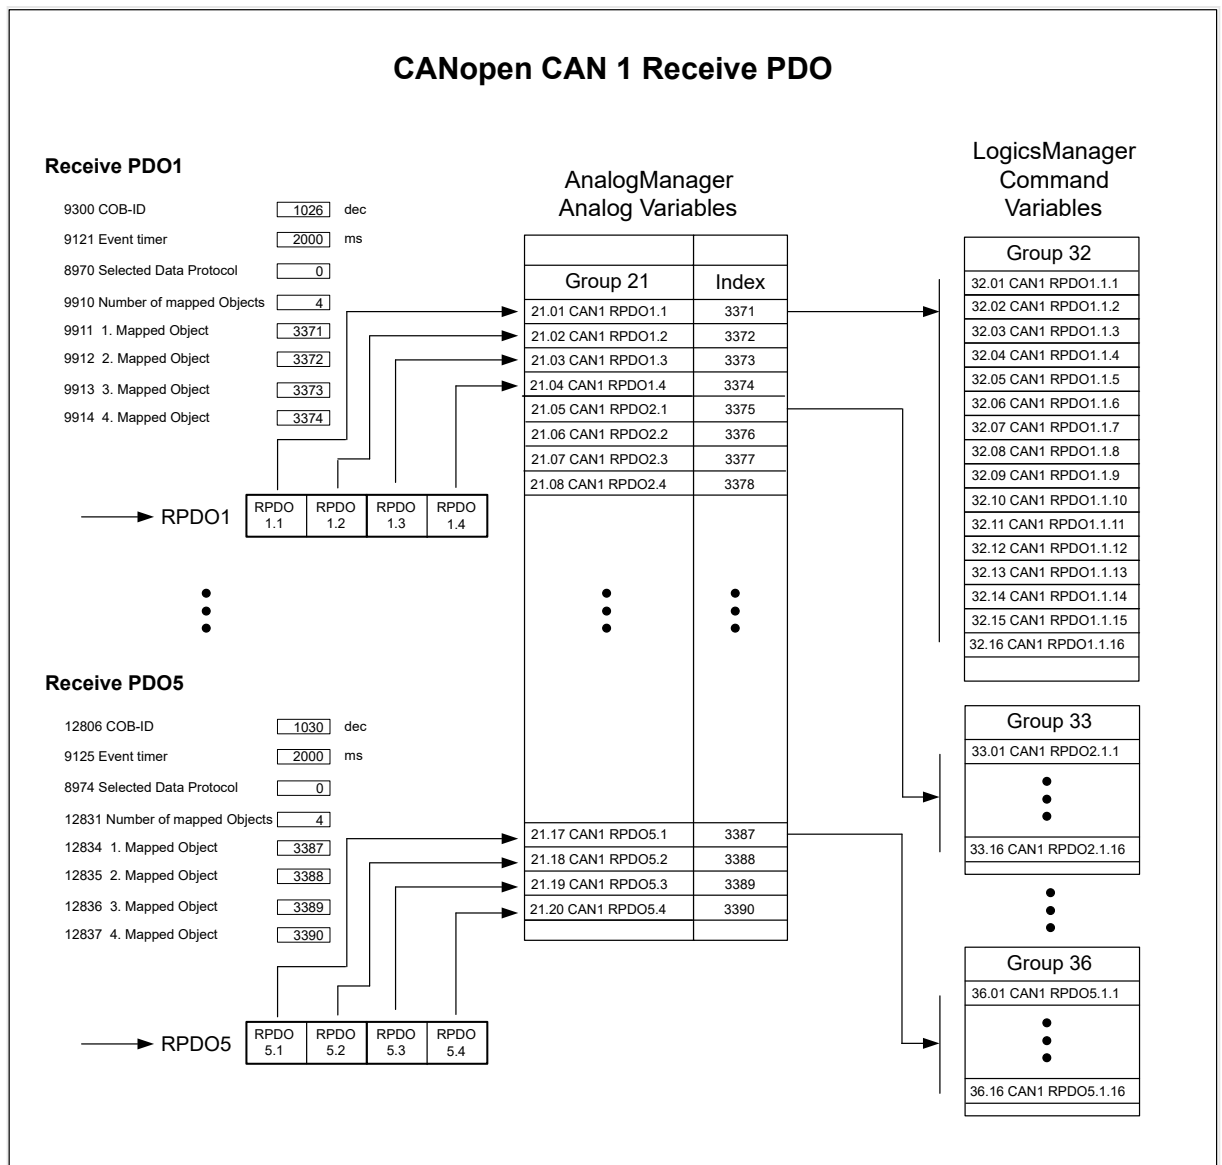 CANopen CAN 1 Receive PDO
Receive PDO1
9300 COB-ID 1026 dec
9121 Event timer 2000 ms
8970 Selected Data Protocol 0
9910 Number of mapped Objects 4
9911 1. Mapped Object 3371
9912 2. Mapped Object 3372
9913 3. Mapped Object 3373
9914 4. Mapped Object 3374
RPDO1
RPDO 1.1
RPDO 1.2
RPDO 1.3
RPDO 1.4
Receive PDO5
12806 COB-ID 1030 dec
9125 Event timer 2000 ms
8974 Selected Data Protocol 0
12831 Number of mapped Objects 4
12834 1. Mapped Object 3387
12835 2. Mapped Object 3388
12836 3. Mapped Object 3389
12837 4. Mapped Object 3390
RPDO5
RPDO 5.1
RPDO 5.2
RPDO 5.3
RPDO 5.4
AnalogManager
Analog Variables
Group 21 Index
21.01 CAN1 RPDO1.1 3371
21.02 CAN1 RPDO1.2 3372
21.03 CAN1 RPDO1.3 3373
21.04 CAN1 RPDO1.4 3374
21.05 CAN1 RPDO2.1 3375
21.06 CAN1 RPDO2.2 3376
21.07 CAN1 RPDO2.3 3377
21.08 CAN1 RPDO2.4 3378
21.17 CAN1 RPDO5.1 3387
21.18 CAN1 RPDO5.2 3388
21.19 CAN1 RPDO5.3 3389
21.20 CAN1 RPDO5.4 3390
LogicsManager
Command
Variables
Group 32
32.01 CAN1 RPDO1.1.1
32.02 CAN1 RPDO1.1.2
32.03 CAN1 RPDO1.1.3
32.04 CAN1 RPDO1.1.4
32.05 CAN1 RPDO1.1.5
32.06 CAN1 RPDO1.1.6
32.07 CAN1 RPDO1.1.7
32.08 CAN1 RPDO1.1.8
32.09 CAN1 RPDO1.1.9
32.10 CAN1 RPDO1.1.10
32.11 CAN1 RPDO1.1.11
32.12 CAN1 RPDO1.1.12
32.13 CAN1 RPDO1.1.13
32.14 CAN1 RPDO1.1.14
32.15 CAN1 RPDO1.1.15
32.16 CAN1 RPDO1.1.16
Group 33
33.01 CAN1 RPDO2.1.1
33.16 CAN1 RPDO2.1.16
Group 36
36.01 CAN1 RPDO5.1.1
36.16 CAN1 RPDO5.1.16